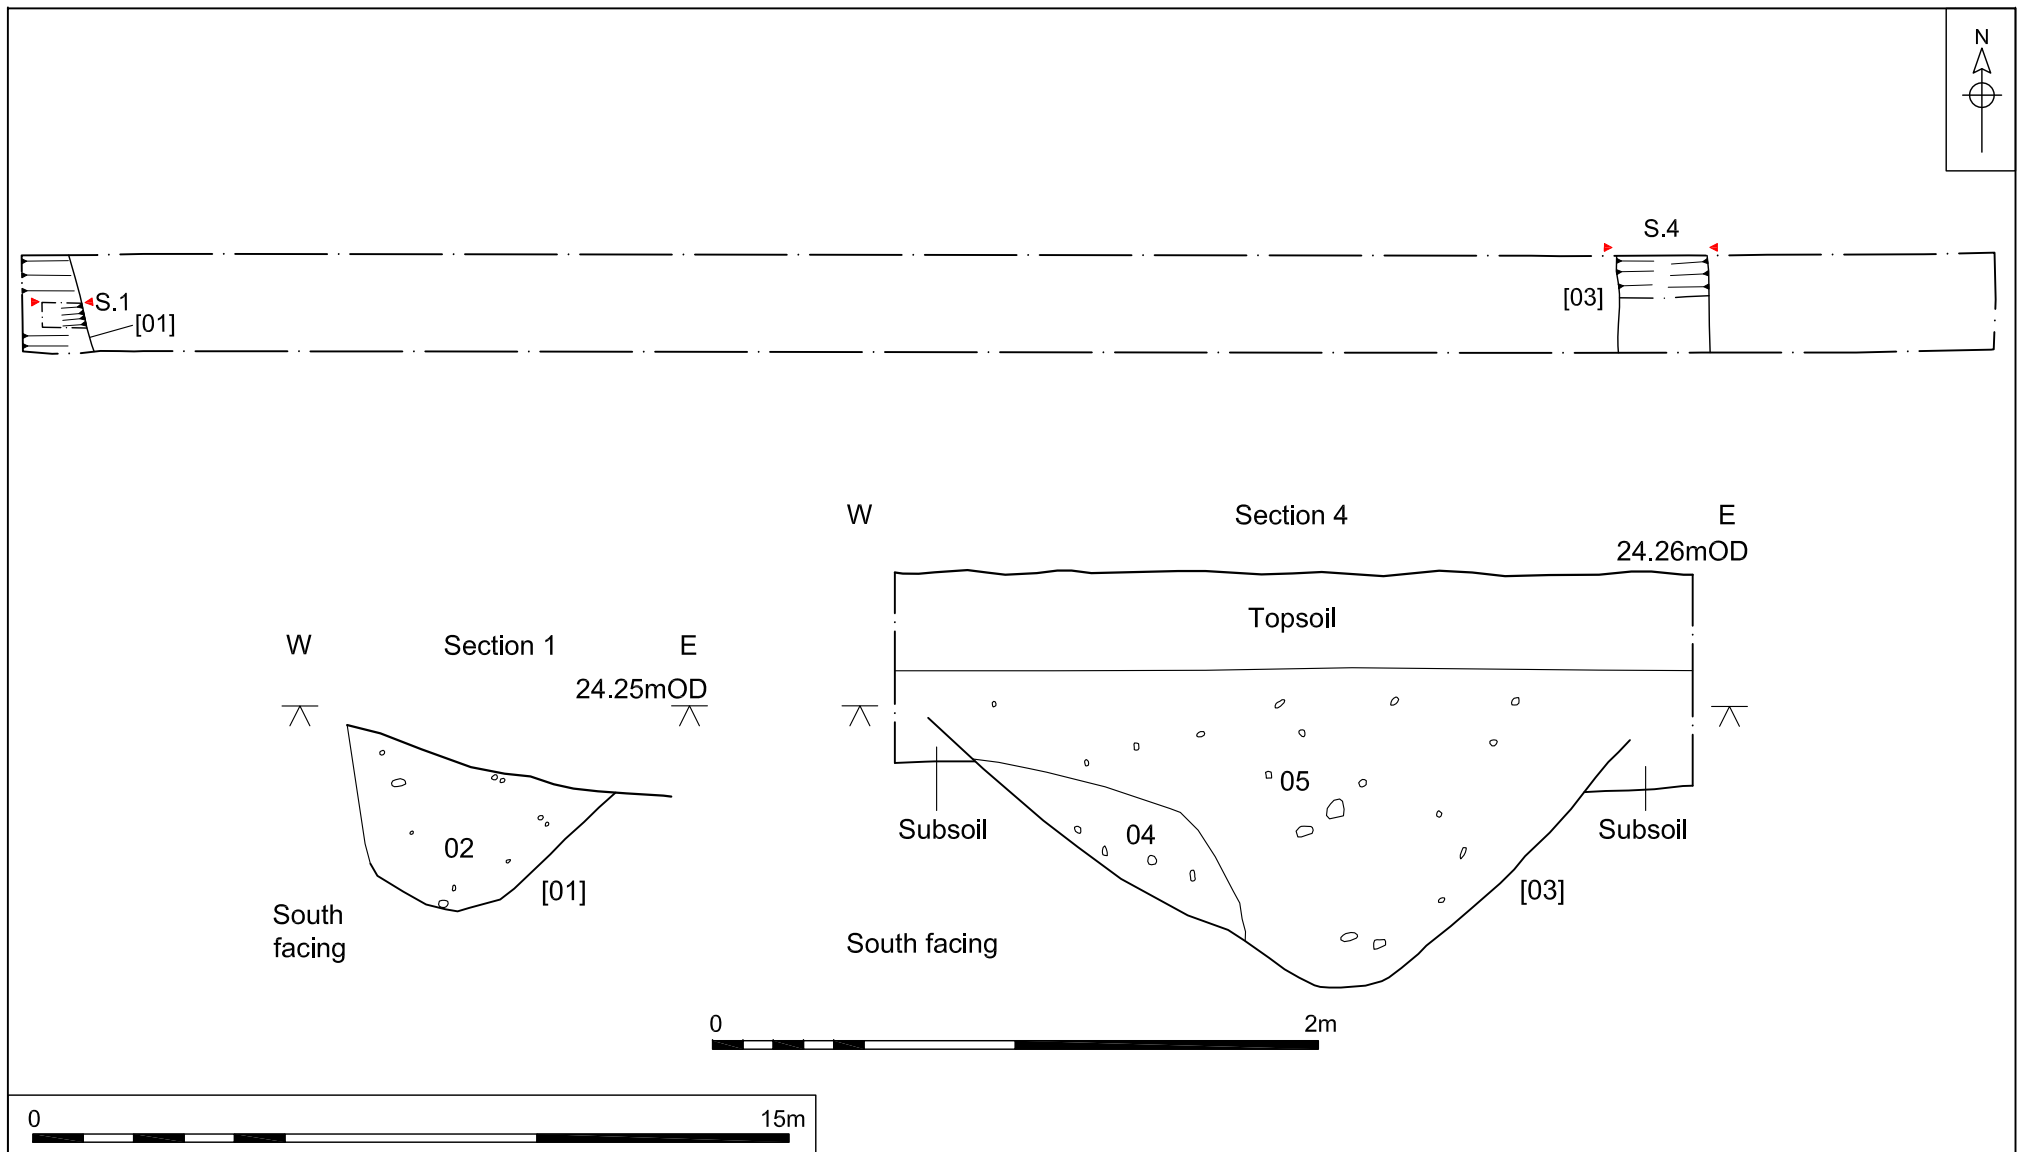 N
S.4
[03]
S.1
[01]
W
Section 4
E
24.26mOD
Topsoil
W
Section 1
E
24.25mOD
05
04
Subsoil
Subsoil
02
[01]
[03]
South
facing
South facing
0
2m
0
15m